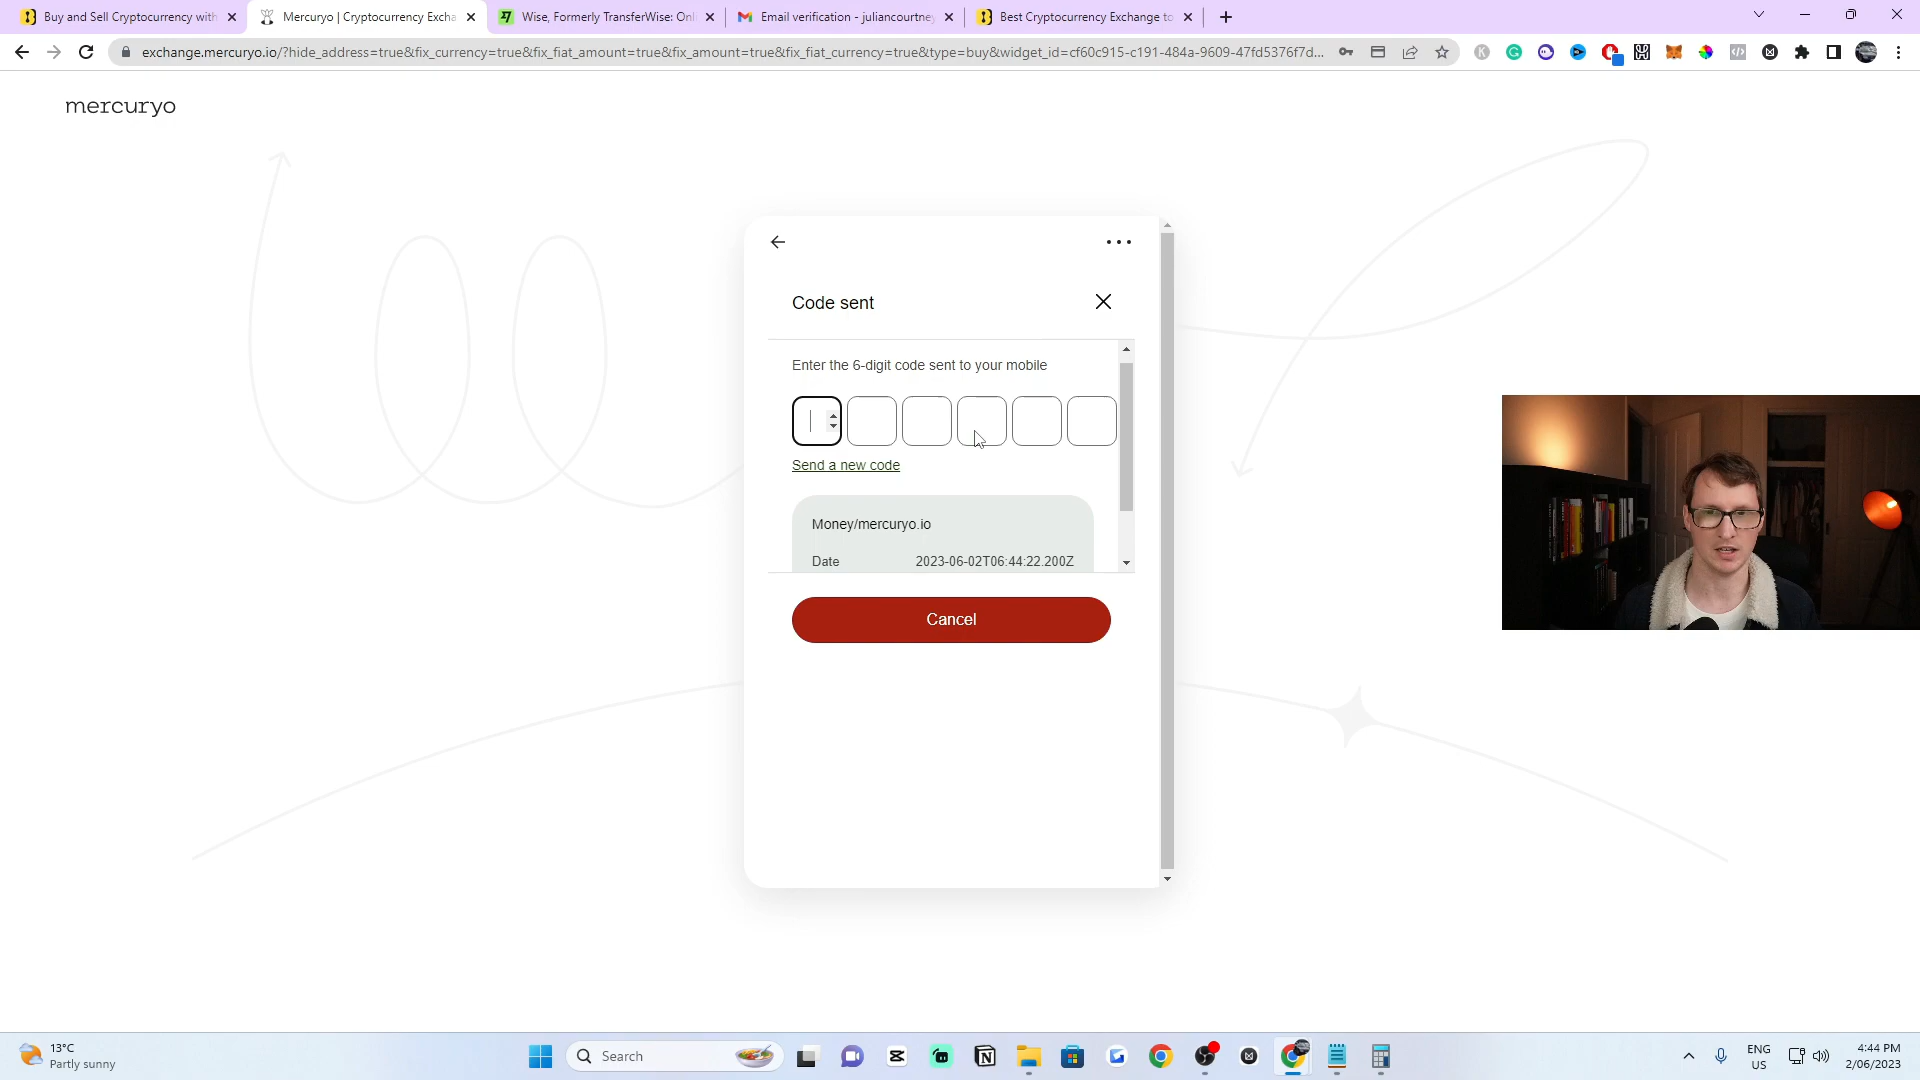 Buy and Sell Cryptocurrency with
Mercuryo | Cryptocurrency Excha
Wise, Formerly TransferWise: Onli
Email verification - juliancourtney
Best Cryptocurrency Exchange to
exchange.mercuryo.io/?hide_address=true&fix_currency=true&fix_fiat_amount=true&fix_amount=true&fix_fiat_currency=true&type=buy&widget_id=cf60c915-c191-484a-9609-47fd5376f7d...
mercuryo
Code sent
Enter the 6-digit code sent to your mobile
Send a new code
Money/mercuryo.io
Date 2023-06-02T06:44:22.200Z
Cancel
13°C
Partly sunny
Search
ENG
US
4:44 PM
2/06/2023